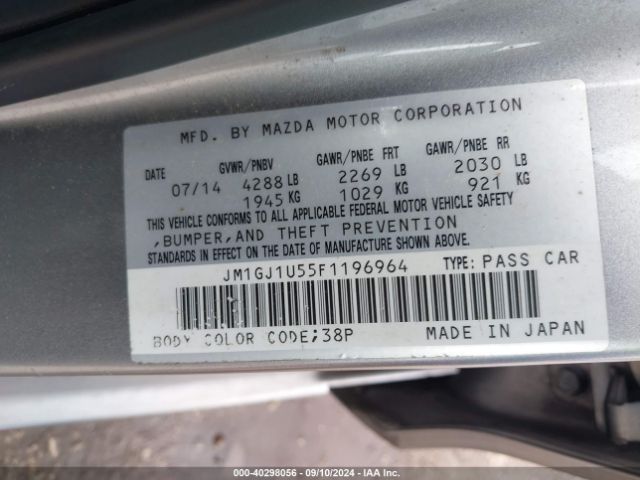 MFD. BY MAZDA MOTOR CORPORATION
DATE GVWR/PNBV GAWR/PNBE FRT GAWR/PNBE RR
07/14 4288 LB 2269 LB 2030 LB
1945 KG 1029 KG 921 KG
THIS VEHICLE CONFORMS TO ALL APPLICABLE FEDERAL MOTOR VEHICLE SAFETY
,BUMPER,AND THEFT PREVENTION
STANDARDS IN EFFECT ON THE DATE OF MANUFACTURE SHOWN ABOVE.
JM1GJ1U55F1196964 TYPE: PASS CAR
BODY COLOR CODE;38P MADE IN JAPAN
000-40298056 - 09/10/2024 - IAA Inc.